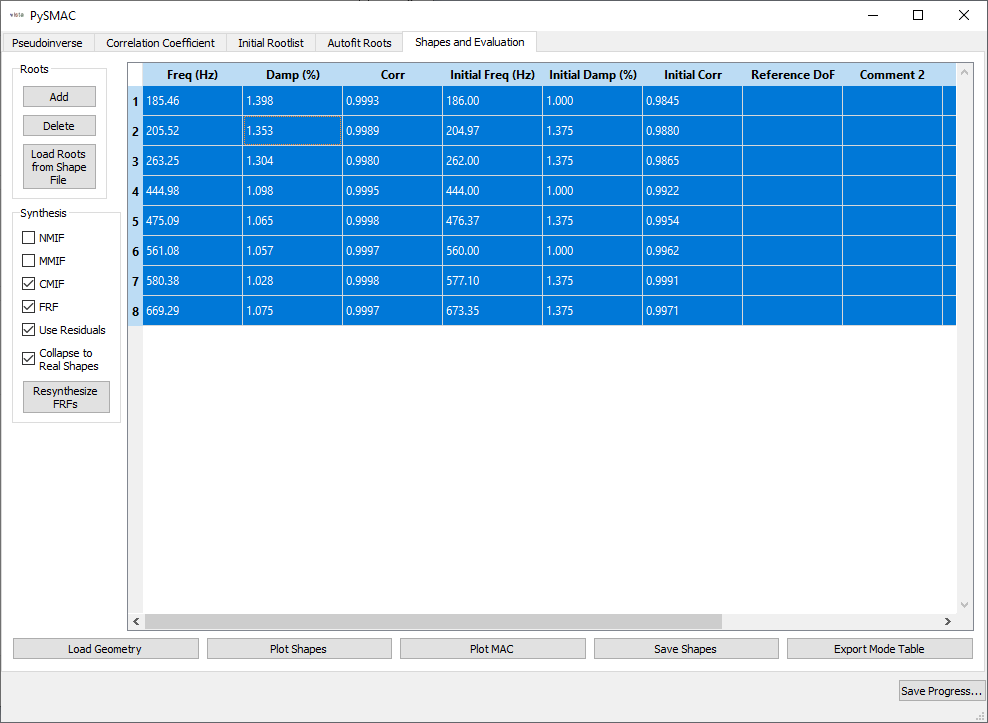 PySMAC
Pseudoinverse Correlation Coefficient Initial Rootlist Autofit Roots Shapes and Evaluation
Roots
Add
Delete
Load Roots
from Shape
File
Synthesis
NMIF
MMIF
CMIF
FRF
Use Residuals
Collapse to
Real Shapes
Resynthesize
FRFs
Freq (Hz) Damp (%) Corr Initial Freq (Hz) Initial Damp (%) Initial Corr Reference DoF Comment 2
1 185.46 1.398 0.9993 186.00 1.000 0.9845
2 205.52 1.353 0.9989 204.97 1.375 0.9880
3 263.25 1.304 0.9980 262.00 1.375 0.9865
4 444.98 1.098 0.9995 444.00 1.000 0.9922
5 475.09 1.065 0.9998 476.37 1.375 0.9954
6 561.08 1.057 0.9997 560.00 1.000 0.9962
7 580.38 1.028 0.9998 577.10 1.375 0.9991
8 669.29 1.075 0.9997 673.35 1.375 0.9971
Load Geometry Plot Shapes Plot MAC Save Shapes Export Mode Table
Save Progress...